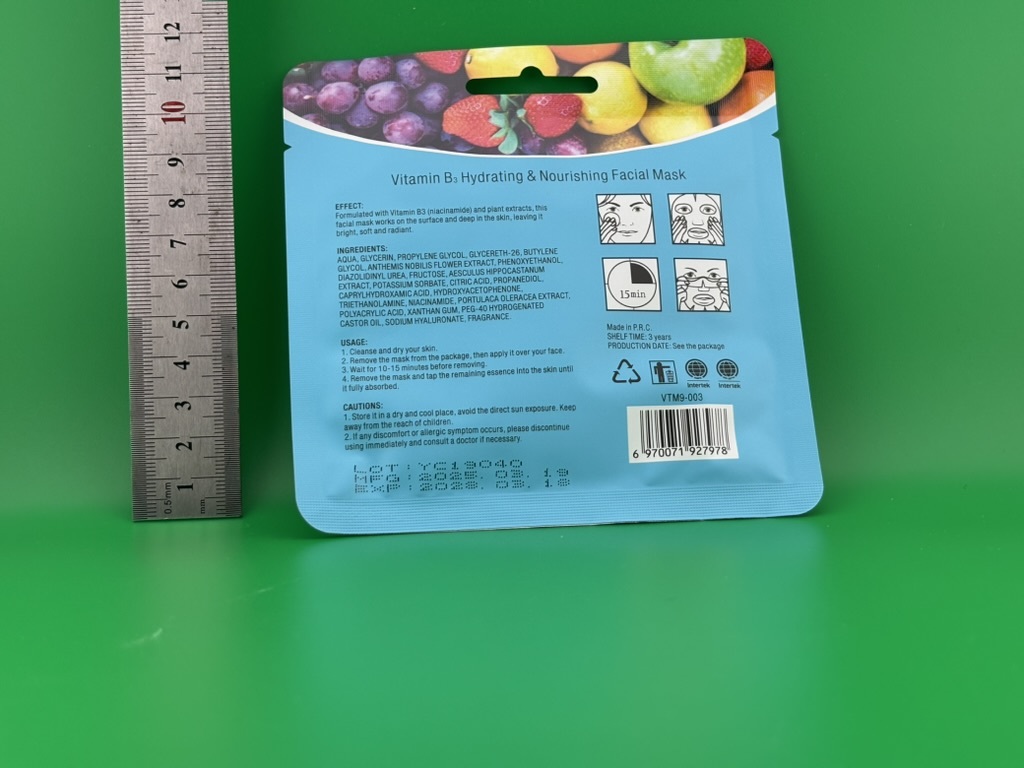 12
11
10
9
8
7
6
5
4
3
2
1
0.5mm
mm
Vitamin B₃ Hydrating & Nourishing Facial Mask
EFFECT:
Formulated with Vitamin B3 (niacinamide) and plant extracts, this
facial mask works on the surface and deep in the skin, leaving it
bright, soft and radiant.
INGREDIENTS:
AQUA, GLYCERIN, PROPYLENE GLYCOL, GLYCERETH-26, BUTYLENE
GLYCOL, ANTHEMIS NOBILIS FLOWER EXTRACT, PHENOXYETHANOL,
DIAZOLIDINYL UREA, FRUCTOSE, AESCULUS HIPPOCASTANUM
EXTRACT, POTASSIUM SORBATE, CITRIC ACID, PROPANEDIOL,
CAPRYLHYDROXAMIC ACID, HYDROXYACETOPHENONE,
TRIETHANOLAMINE, NIACINAMIDE, PORTULACA OLERACEA EXTRACT,
POLYACRYLIC ACID, XANTHAN GUM, PEG-40 HYDROGENATED
CASTOR OIL, SODIUM HYALURONATE, FRAGRANCE.
USAGE:
1. Cleanse and dry your skin.
2. Remove the mask from the package, then apply it over your face.
3. Wait for 10-15 minutes before removing.
4. Remove the mask and tap the remaining essence into the skin until
it fully absorbed.
CAUTIONS:
1. Store it in a dry and cool place, avoid the direct sun exposure. Keep
away from the reach of children.
2. If any discomfort or allergic symptom occurs, please discontinue
using immediately and consult a doctor if necessary.
LOT: YC19040
MFG: 2025. 03. 19
EXP: 2028. 03. 18
15min
Made in P.R.C.
SHELF TIME: 3 years
PRODUCTION DATE: See the package
Intertek Intertek
VTM9-003
6 970071 927978